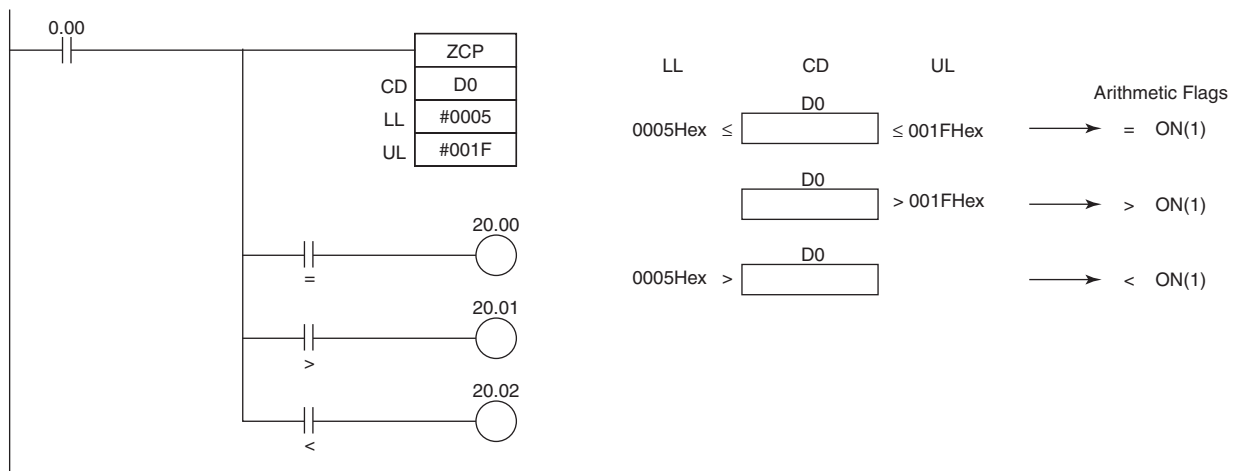 0.00
ZCP
CD D0
LL #0005
UL #001F
20.00
=
20.01
>
20.02
<
LL CD UL
Arithmetic Flags
D0
0005Hex ≤ ≤ 001FHex = ON(1)
D0
> 001FHex > ON(1)
D0
0005Hex > < ON(1)